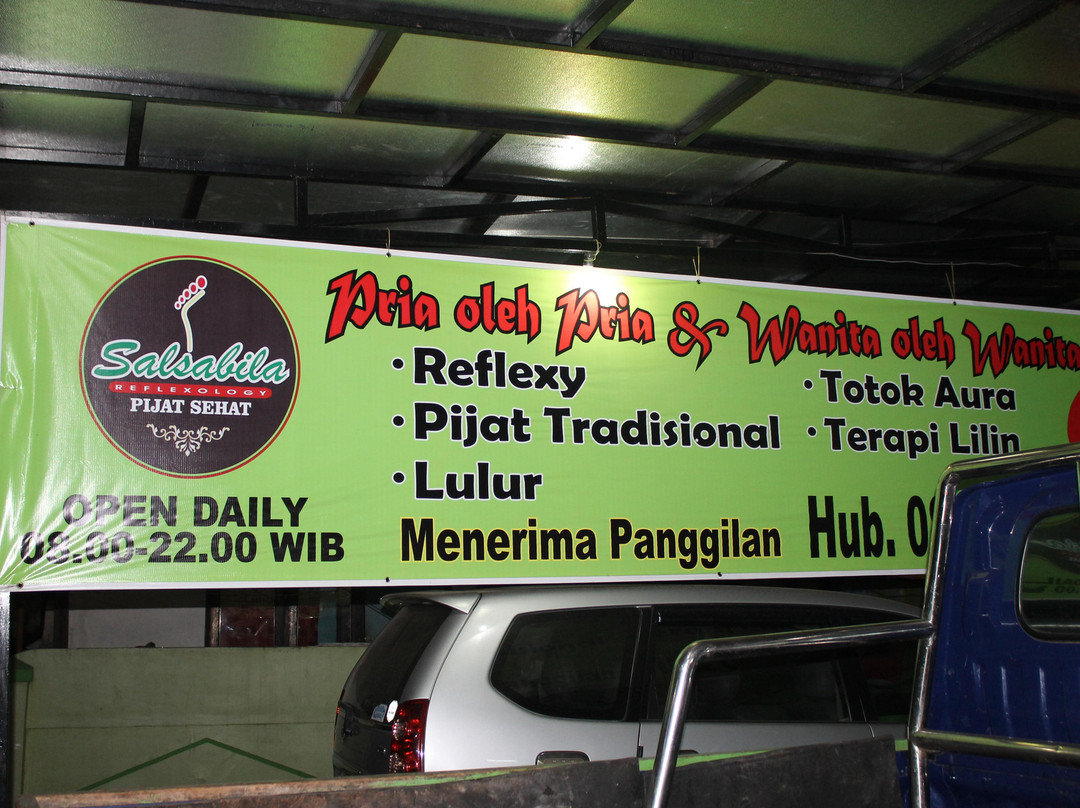 Salsabila
REFLEXOLOGY
PIJAT SEHAT
OPEN DAILY
08.00-22.00 WIB
Pria oleh Pria & Wanita oleh Wanita
• Reflexy
• Pijat Tradisional
• Lulur
• Totok Aura
• Terapi Lilin
Menerima Panggilan
Hub. 08